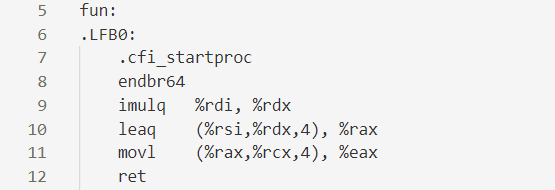 5 fun:
6 .LFB0:
7 .cfi_startproc
8 endbr64
9 imulq %rdi, %rdx
10 leaq (%rsi,%rdx,4), %rax
11 movl (%rax,%rcx,4), %eax
12 ret